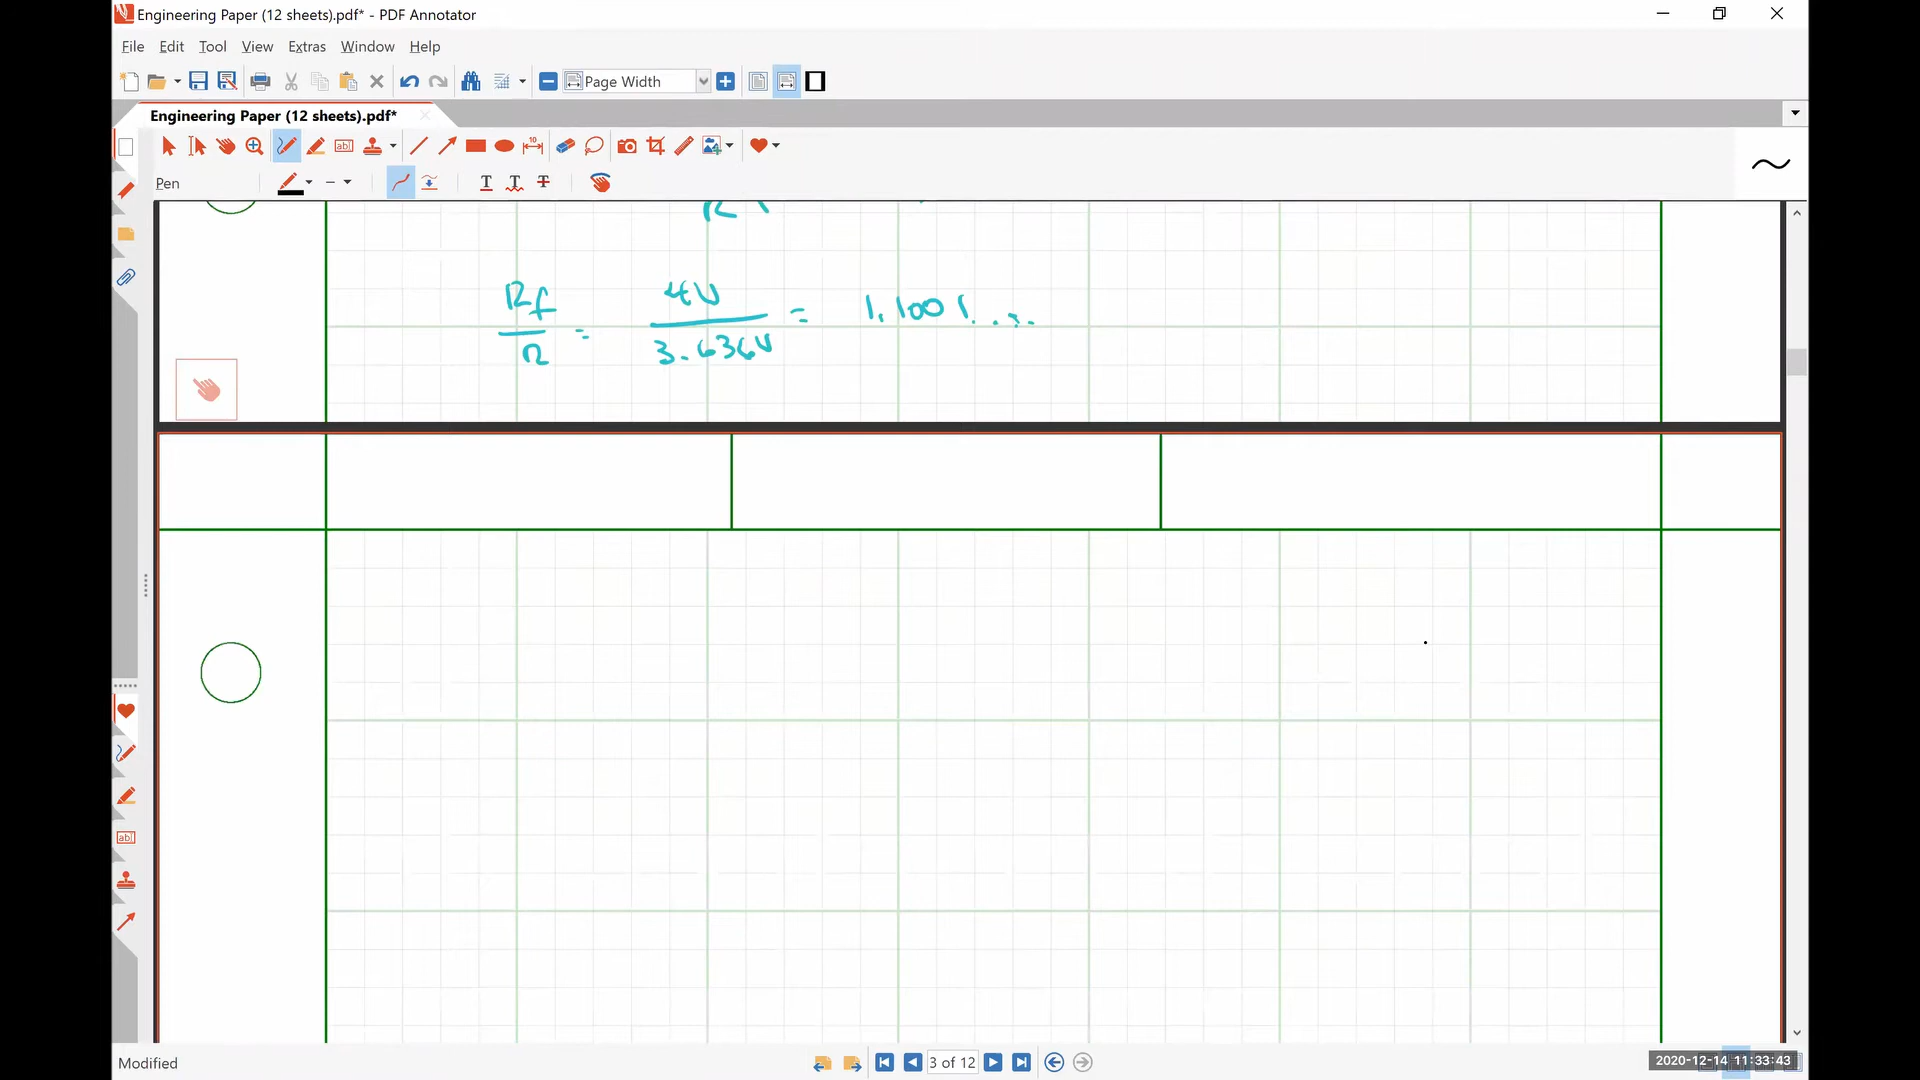 Engineering Paper (12 sheets).pdf* - PDF Annotator
File Edit Tool View Extras Window Help
Page Width
Engineering Paper (12 sheets).pdf*
Pen
Rf/R = 4V/3.636V = 1.1001....
Modified
3 of 12
2020-12-14 11:33:43